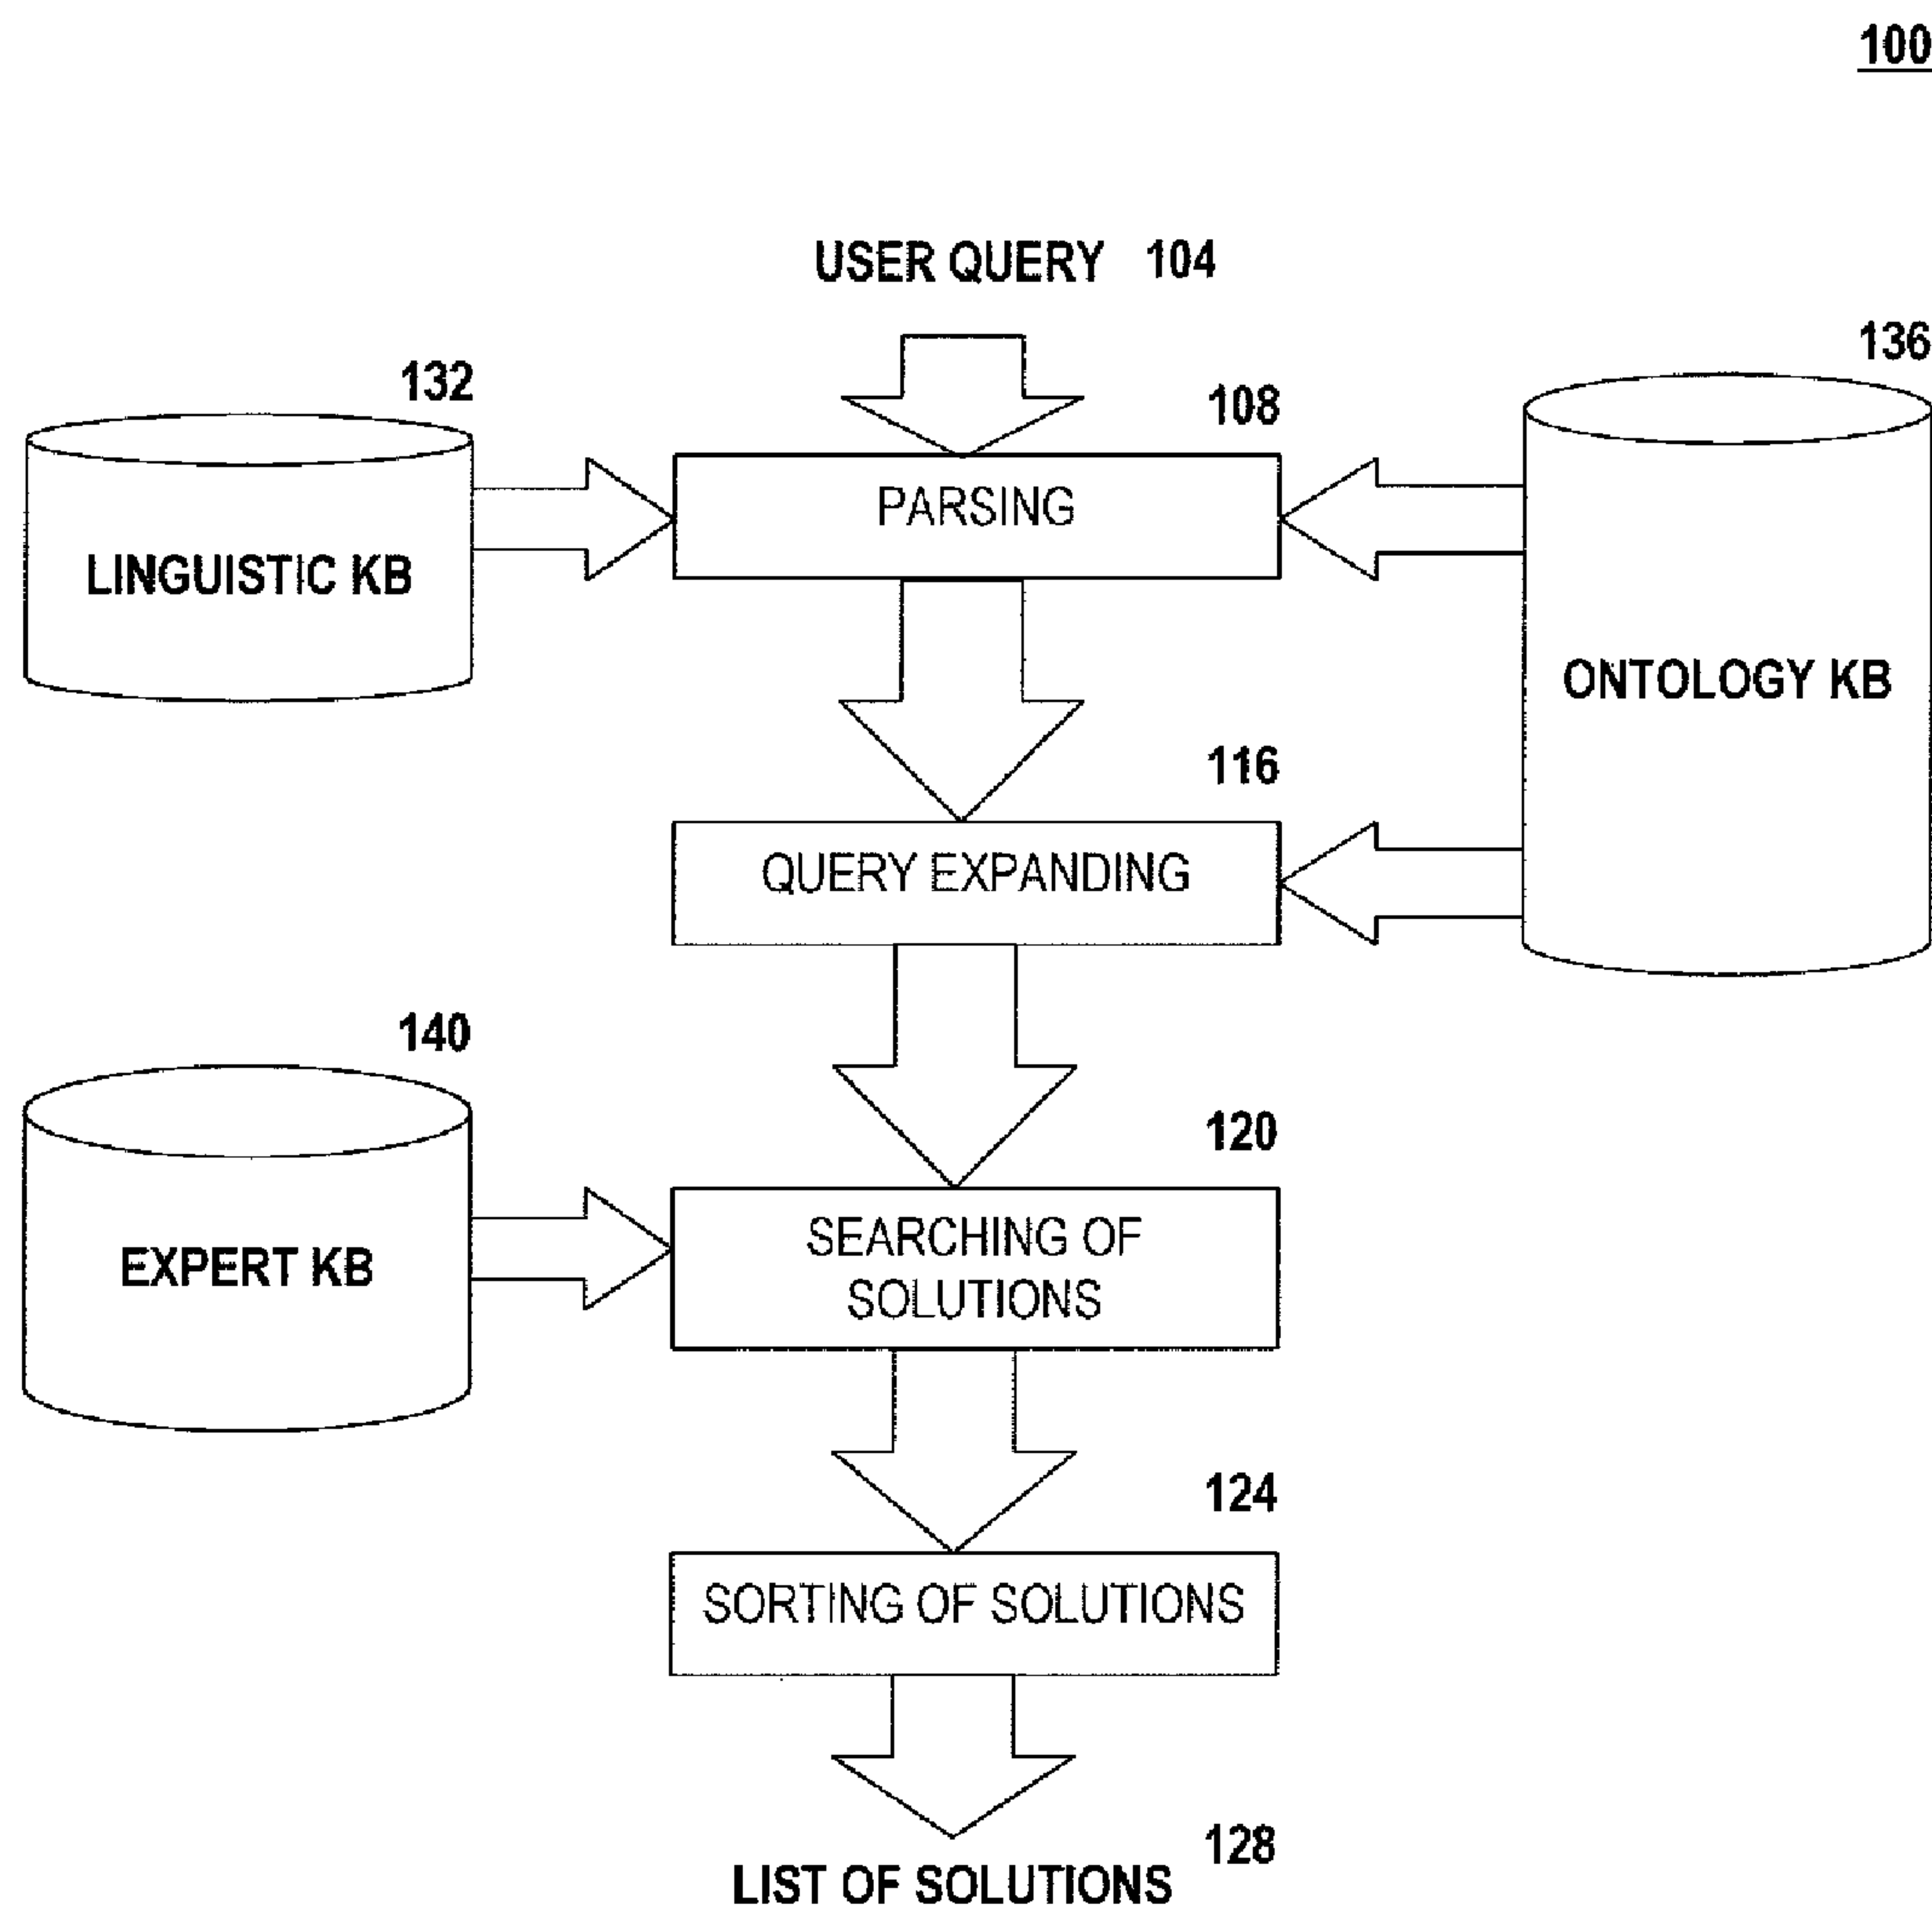 100
USER QUERY 104
136
132
108
PARSING
LINGUISTIC KB
ONTOLOGY KB
116
QUERY EXPANDING
140
120
SEARCHING OF
SOLUTIONS
EXPERT KB
124
SORTING OF SOLUTIONS
128
LIST OF SOLUTIONS